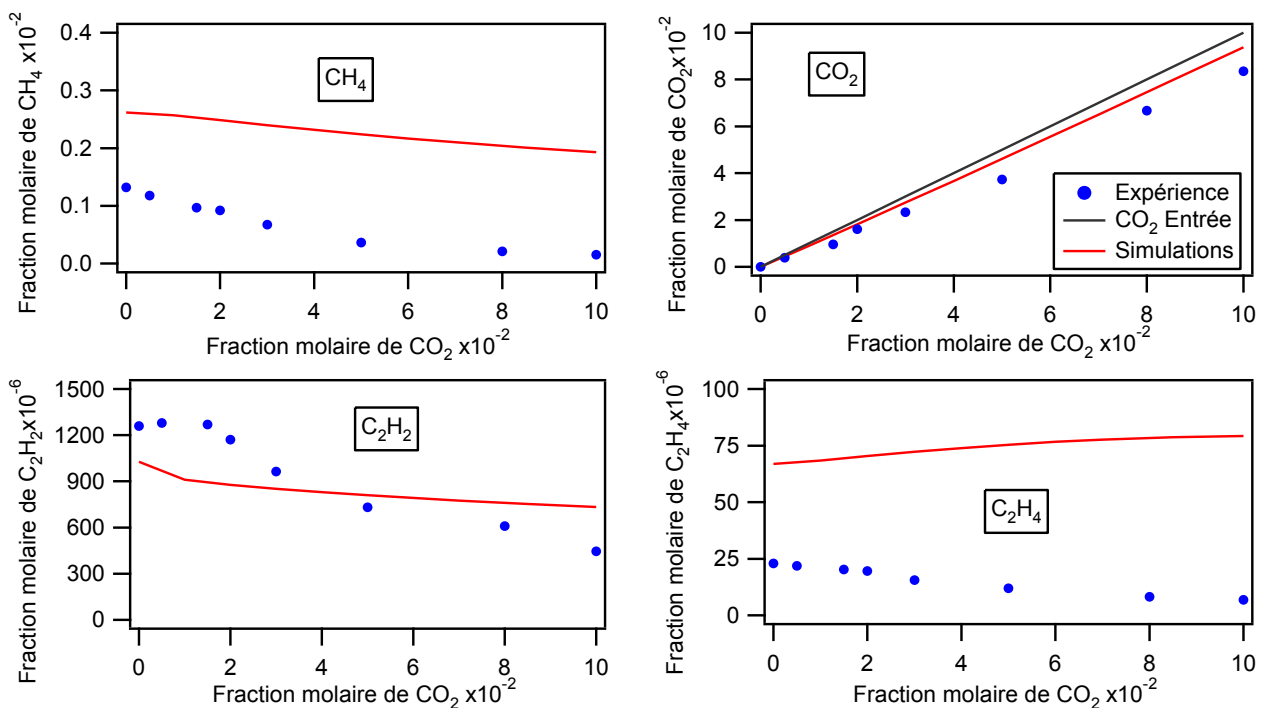 Fraction molaire de CH₄ x10⁻²
0.4
0.3
0.2
0.1
0.0
CH₄
0 2 4 6 8 10
Fraction molaire de CO₂ x10⁻²
Fraction molaire de CO₂x10⁻²
10
8
6
4
2
0
CO₂
Expérience
CO₂ Entrée
Simulations
0 2 4 6 8 10
Fraction molaire de CO₂ x10⁻²
Fraction molaire de C₂H₂x10⁻⁶
1500
1200
900
600
300
0
C₂H₂
0 2 4 6 8 10
Fraction molaire de CO₂ x10⁻²
Fraction molaire de C₂H₄x10⁻⁶
100
75
50
25
0
C₂H₄
0 2 4 6 8 10
Fraction molaire de CO₂ x10⁻²